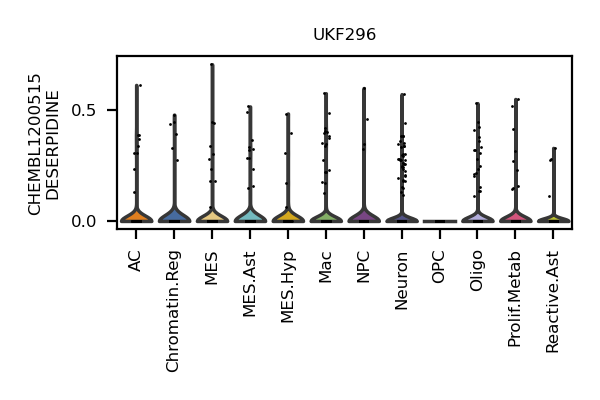 UKF296
CHEMBL1200515
DESERPIDINE
0.5
0.0
AC
Chromatin.Reg
MES
MES.Ast
MES.Hyp
Mac
NPC
Neuron
OPC
Oligo
Prolif.Metab
Reactive.Ast